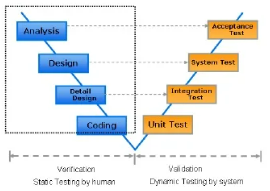 Analysis
Acceptance
Test
Design
System Test
Detail
Design
Integration
Test
Coding
Unit Test
Verification
Validation
Static Testing by human
Dynamic Testing by system